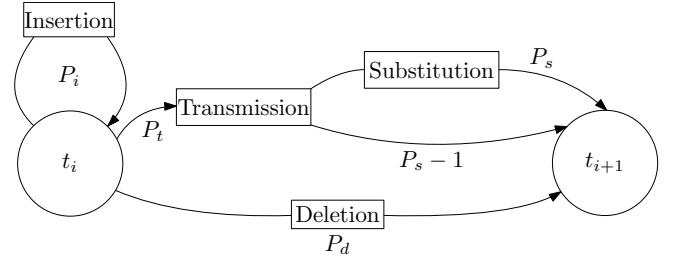 Insertion
P_i
Substitution
P_s
Transmission
P_t
P_s − 1
t_i
t_{i+1}
Deletion
P_d